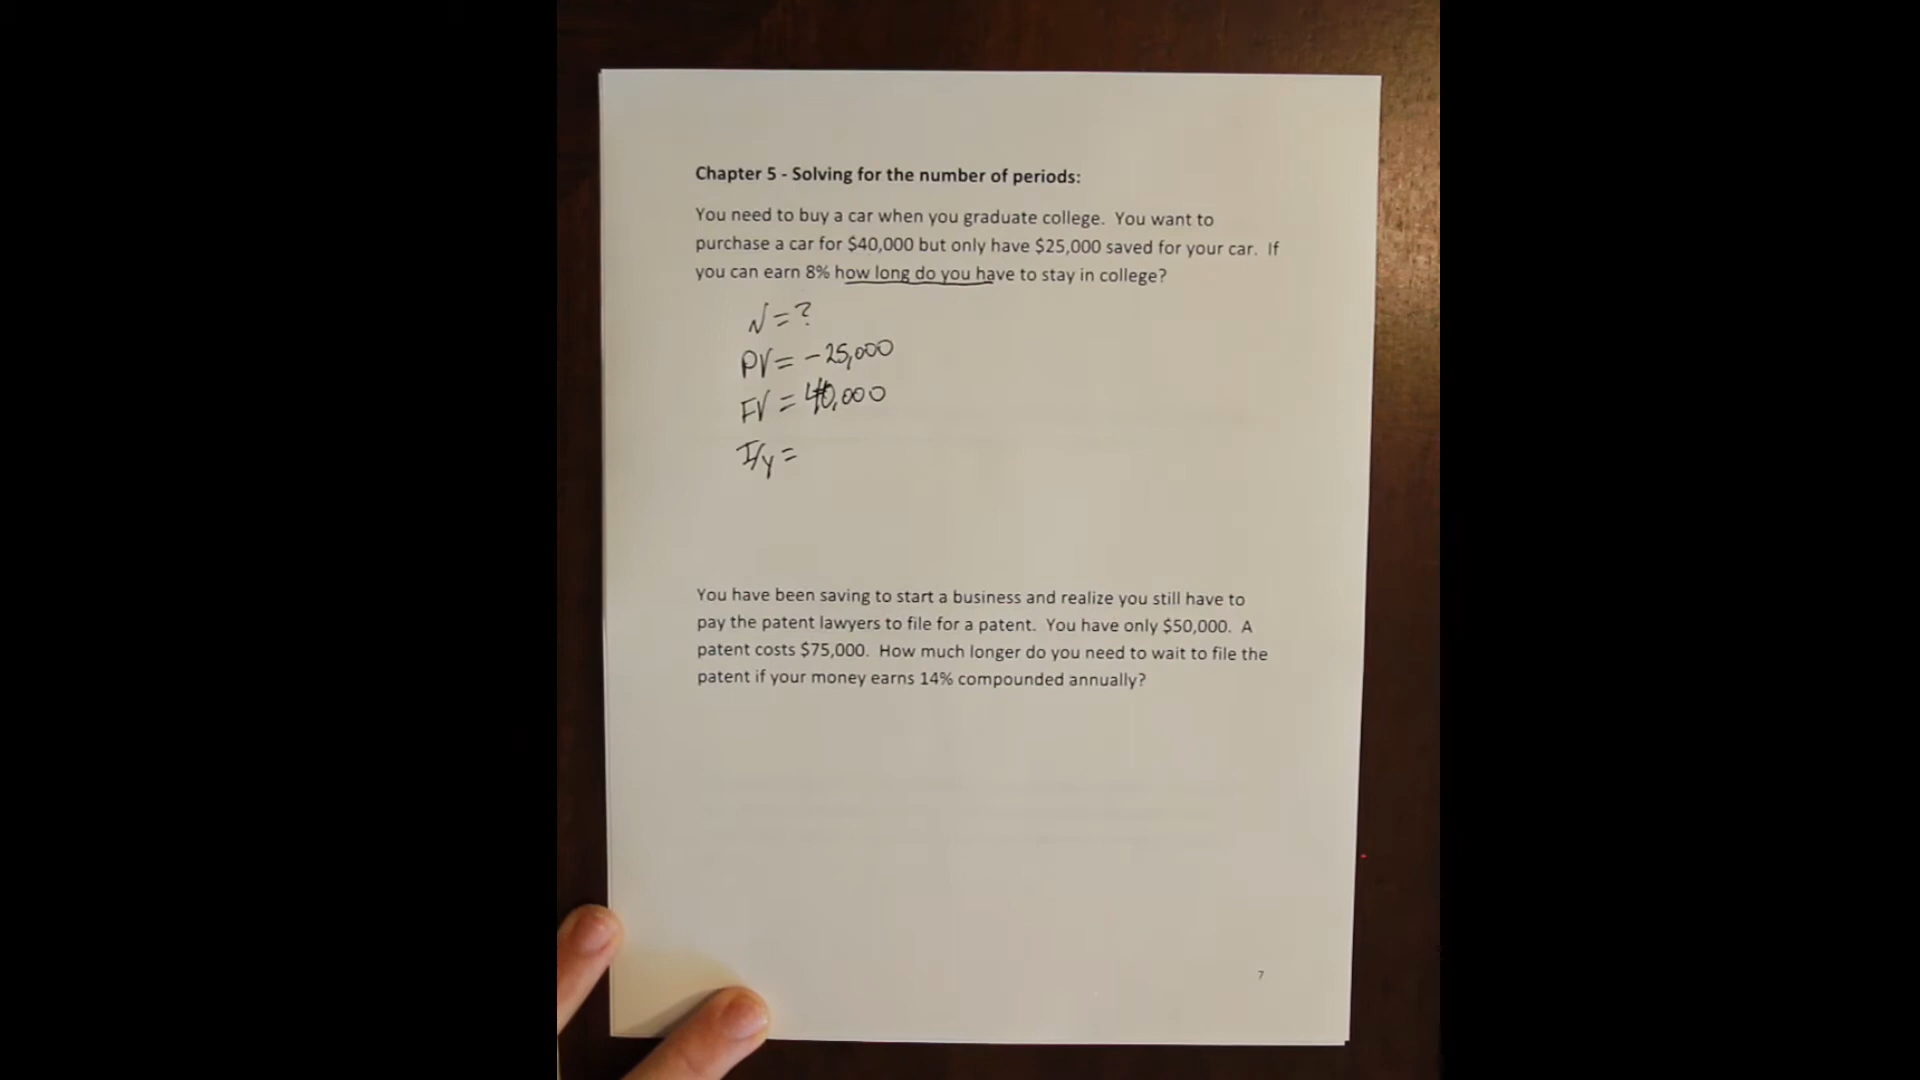 Chapter 5 - Solving for the number of periods:
You need to buy a car when you graduate college. You want to
purchase a car for $40,000 but only have $25,000 saved for your car. If
you can earn 8% how long do you have to stay in college?
N = ?
PV = -25,000
FV = 40,000
I/Y =
You have been saving to start a business and realize you still have to
pay the patent lawyers to file for a patent. You have only $50,000. A
patent costs $75,000. How much longer do you need to wait to file the
patent if your money earns 14% compounded annually?
7